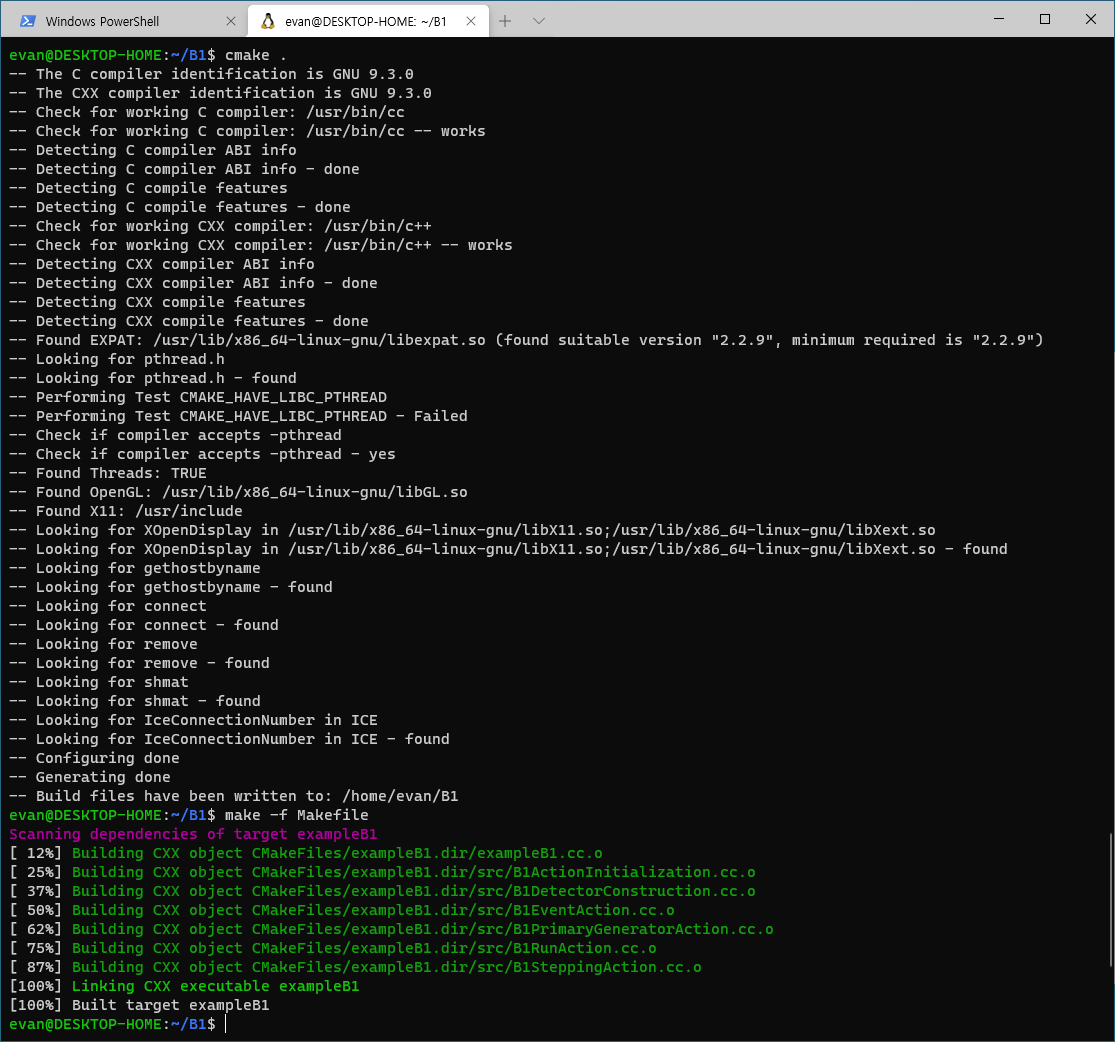 Windows PowerShell
evan@DESKTOP-HOME: ~/B1
evan@DESKTOP-HOME:~/B1$ cmake .
-- The C compiler identification is GNU 9.3.0
-- The CXX compiler identification is GNU 9.3.0
-- Check for working C compiler: /usr/bin/cc
-- Check for working C compiler: /usr/bin/cc -- works
-- Detecting C compiler ABI info
-- Detecting C compiler ABI info - done
-- Detecting C compile features
-- Detecting C compile features - done
-- Check for working CXX compiler: /usr/bin/c++
-- Check for working CXX compiler: /usr/bin/c++ -- works
-- Detecting CXX compiler ABI info
-- Detecting CXX compiler ABI info - done
-- Detecting CXX compile features
-- Detecting CXX compile features - done
-- Found EXPAT: /usr/lib/x86_64-linux-gnu/libexpat.so (found suitable version "2.2.9", minimum required is "2.2.9")
-- Looking for pthread.h
-- Looking for pthread.h - found
-- Performing Test CMAKE_HAVE_LIBC_PTHREAD
-- Performing Test CMAKE_HAVE_LIBC_PTHREAD - Failed
-- Check if compiler accepts -pthread
-- Check if compiler accepts -pthread - yes
-- Found Threads: TRUE
-- Found OpenGL: /usr/lib/x86_64-linux-gnu/libGL.so
-- Found X11: /usr/include
-- Looking for XOpenDisplay in /usr/lib/x86_64-linux-gnu/libX11.so;/usr/lib/x86_64-linux-gnu/libXext.so
-- Looking for XOpenDisplay in /usr/lib/x86_64-linux-gnu/libX11.so;/usr/lib/x86_64-linux-gnu/libXext.so - found
-- Looking for gethostbyname
-- Looking for gethostbyname - found
-- Looking for connect
-- Looking for connect - found
-- Looking for remove
-- Looking for remove - found
-- Looking for shmat
-- Looking for shmat - found
-- Looking for IceConnectionNumber in ICE
-- Looking for IceConnectionNumber in ICE - found
-- Configuring done
-- Generating done
-- Build files have been written to: /home/evan/B1
evan@DESKTOP-HOME:~/B1$ make -f Makefile
Scanning dependencies of target exampleB1
[ 12%] Building CXX object CMakeFiles/exampleB1.dir/exampleB1.cc.o
[ 25%] Building CXX object CMakeFiles/exampleB1.dir/src/B1ActionInitialization.cc.o
[ 37%] Building CXX object CMakeFiles/exampleB1.dir/src/B1DetectorConstruction.cc.o
[ 50%] Building CXX object CMakeFiles/exampleB1.dir/src/B1EventAction.cc.o
[ 62%] Building CXX object CMakeFiles/exampleB1.dir/src/B1PrimaryGeneratorAction.cc.o
[ 75%] Building CXX object CMakeFiles/exampleB1.dir/src/B1RunAction.cc.o
[ 87%] Building CXX object CMakeFiles/exampleB1.dir/src/B1SteppingAction.cc.o
[100%] Linking CXX executable exampleB1
[100%] Built target exampleB1
evan@DESKTOP-HOME:~/B1$